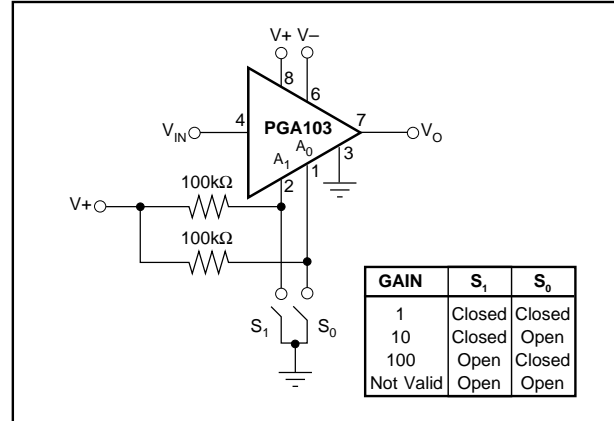 V+ V–
8
6
4
PGA103
7
V_IN
V_O
A_1
A_0
3
2
1
100kΩ
V+
100kΩ
S_1
S_0
GAIN S_1 S_0
1 Closed Closed
10 Closed Open
100 Open Closed
Not Valid Open Open